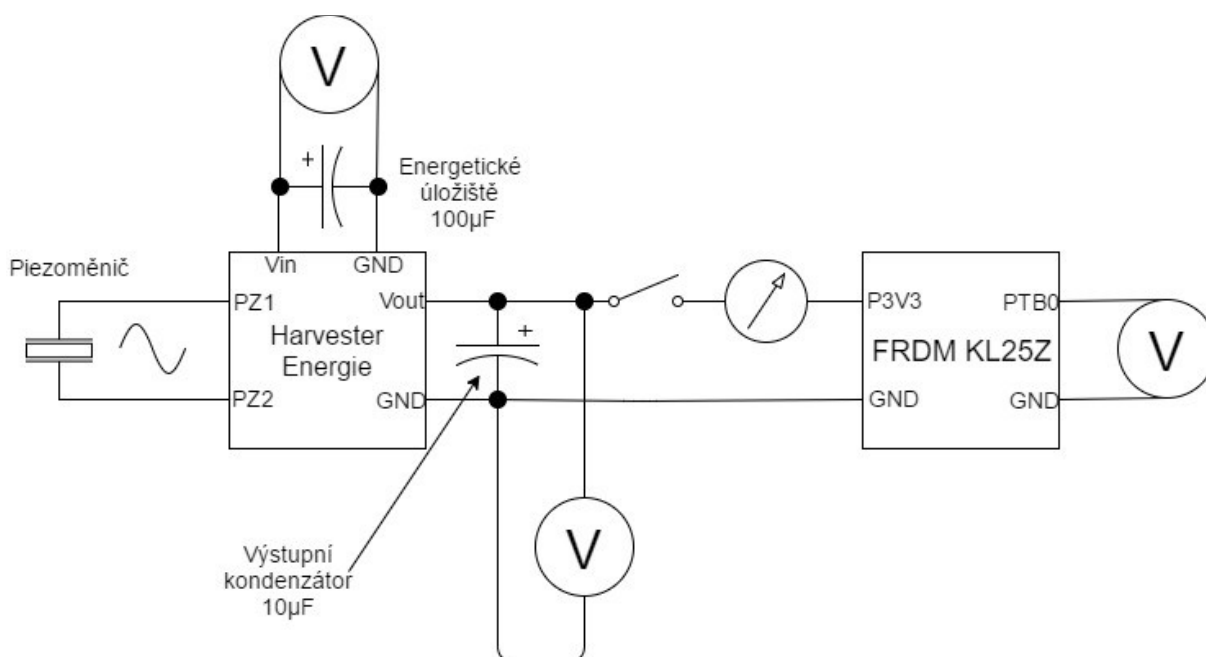 V
+
Energetické
úložiště
100µF
Piezoměnič
Vin
GND
PZ1
Vout
P3V3
PTB0
Harvester
Energie
+
FRDM KL25Z
V
PZ2
GND
GND
GND
V
Výstupní
kondenzátor
10µF